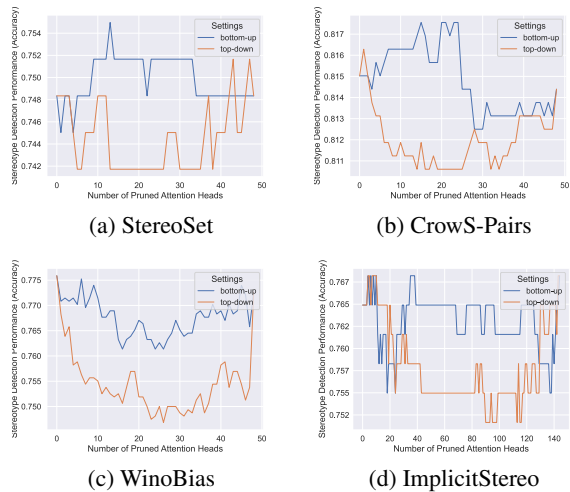 Stereotype Detection Performance (Accuracy)
0.754
0.752
0.750
0.748
0.746
0.744
0.742
Settings
bottom-up
top-down
0 10 20 30 40 50
Number of Pruned Attention Heads
(a) StereoSet
Stereotype Detection Performance (Accuracy)
0.817
0.816
0.815
0.814
0.813
0.812
0.811
Settings
bottom-up
top-down
0 10 20 30 40 50
Number of Pruned Attention Heads
(b) CrowS-Pairs
Stereotype Detection Performance (Accuracy)
0.775
0.770
0.765
0.760
0.755
0.750
Settings
bottom-up
top-down
0 10 20 30 40 50
Number of Pruned Attention Heads
(c) WinoBias
Stereotype Detection Performance (Accuracy)
0.767
0.765
0.762
0.760
0.757
0.755
0.752
Settings
bottom-up
top-down
0 20 40 60 80 100 120 140
Number of Pruned Attention Heads
(d) ImplicitStereo